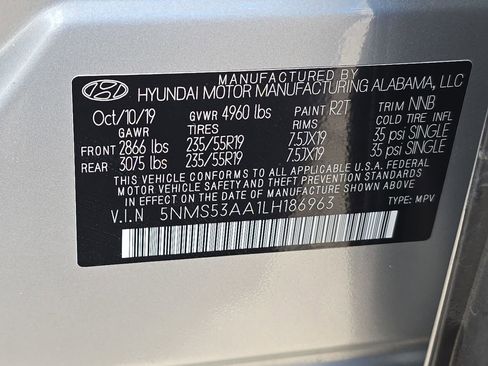 MANUFACTURED BY
HYUNDAI MOTOR MANUFACTURING ALABAMA, LLC
Oct/10/19 GVWR 4960 lbs PAINT R2T TRIM NNB
GAWR TIRES RIMS COLD TIRE INFL
FRONT 2866 lbs 235/55R19 7.5JX19 35 psi SINGLE
REAR 3075 lbs 235/55R19 7.5JX19 35 psi SINGLE
THIS VEHICLE CONFORMS TO ALL APPLICABLE U.S.A. FEDERAL
MOTOR VEHICLE SAFETY AND THEFT PREVENTION STANDARDS
IN EFFECT ON THE DATE OF MANUFACTURE SHOWN ABOVE.
V.I.N 5NMS53AA1LH186963 TYPE: MPV